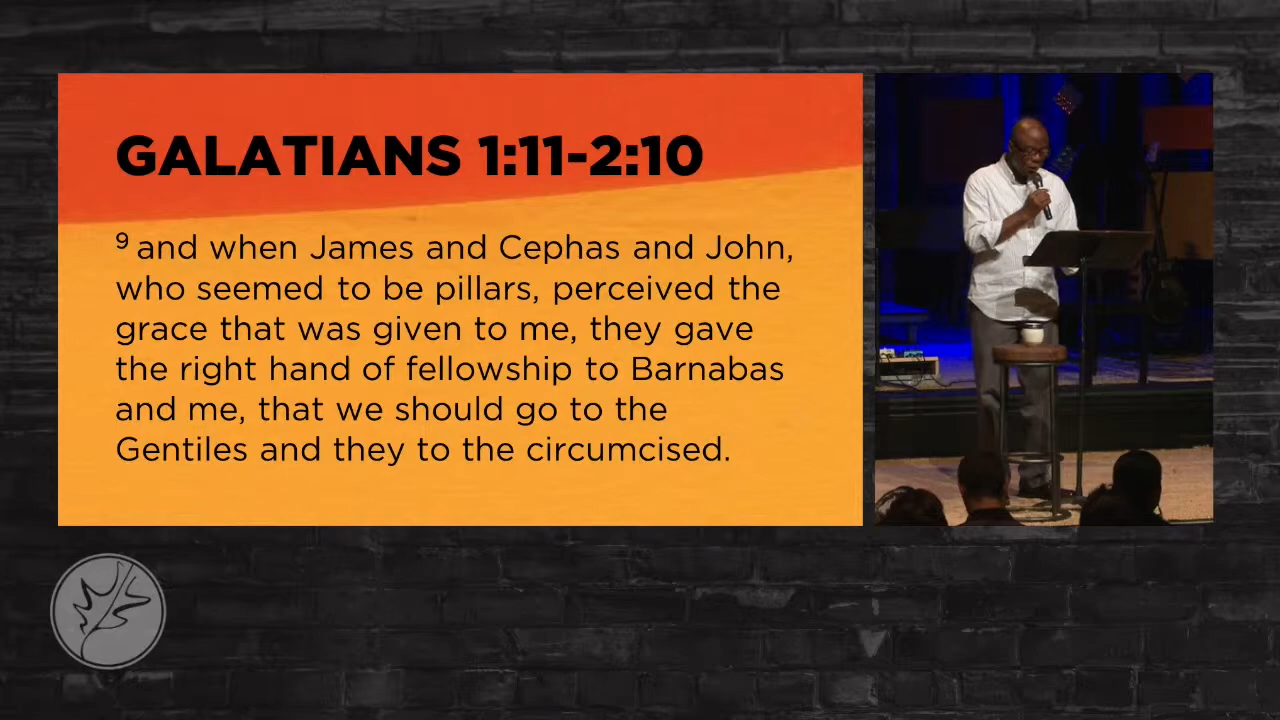 GALATIANS 1:11-2:10
9 and when James and Cephas and John,
who seemed to be pillars, perceived the
grace that was given to me, they gave
the right hand of fellowship to Barnabas
and me, that we should go to the
Gentiles and they to the circumcised.